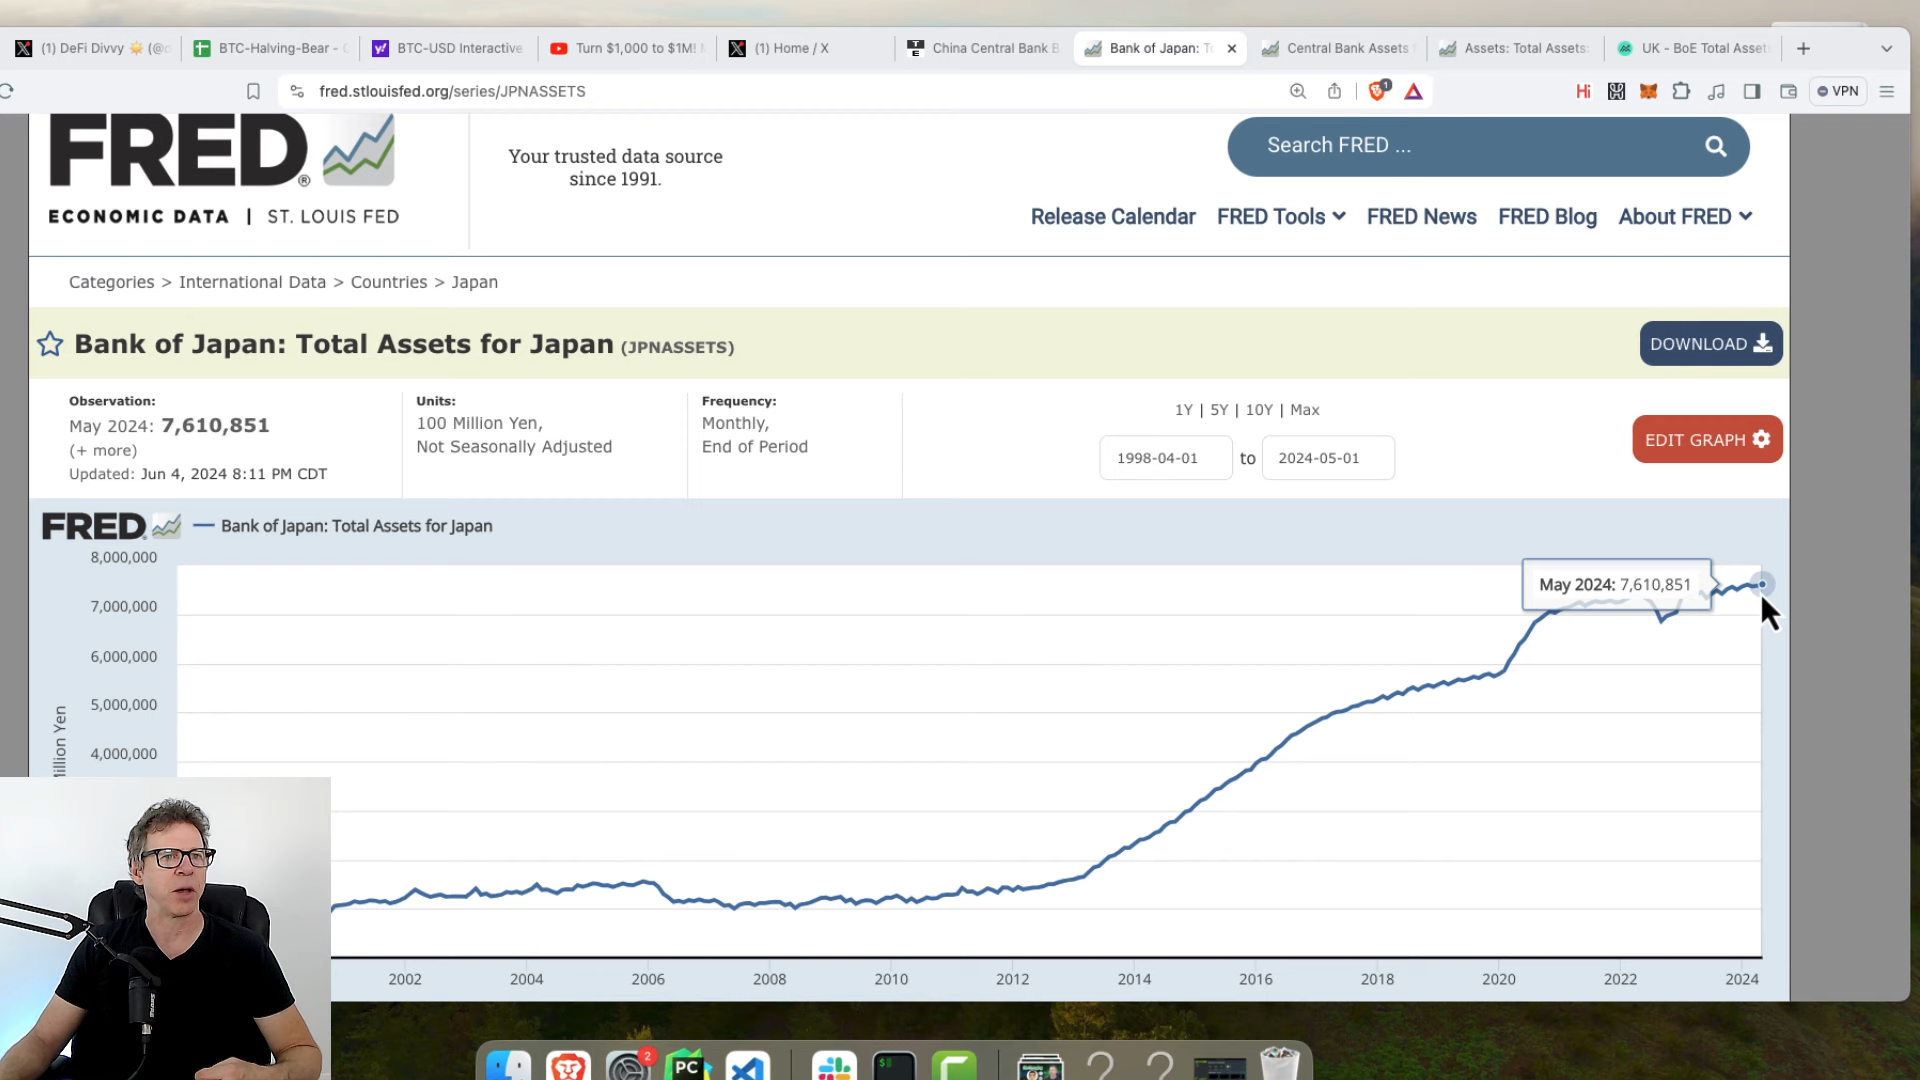 (1) DeFi Divvy ☀️ (@
BTC-Halving-Bear -
BTC-USD Interactive
Turn $1,000 to $1M!
(1) Home / X
China Central Bank B
Bank of Japan: T
Central Bank Assets f
Assets: Total Assets:
UK - BoE Total Asset
fred.stlouisfed.org/series/JPNASSETS
1
Hi
VPN
FRED®
Your trusted data source
since 1991.
Search FRED ...
ECONOMIC DATA | ST. LOUIS FED
Release Calendar FRED Tools FRED News FRED Blog About FRED
Categories > International Data > Countries > Japan
Bank of Japan: Total Assets for Japan (JPNASSETS)
DOWNLOAD
Observation:
May 2024: 7,610,851
(+ more)
Updated: Jun 4, 2024 8:11 PM CDT
Units:
100 Million Yen,
Not Seasonally Adjusted
Frequency:
Monthly,
End of Period
1Y | 5Y | 10Y | Max
1998-04-01 to 2024-05-01
EDIT GRAPH
FRED — Bank of Japan: Total Assets for Japan
8,000,000
May 2024: 7,610,851
7,000,000
6,000,000
5,000,000
4,000,000
illion Yen
2002 2004 2006 2008 2010 2012 2014 2016 2018 2020 2022 2024
2
PC